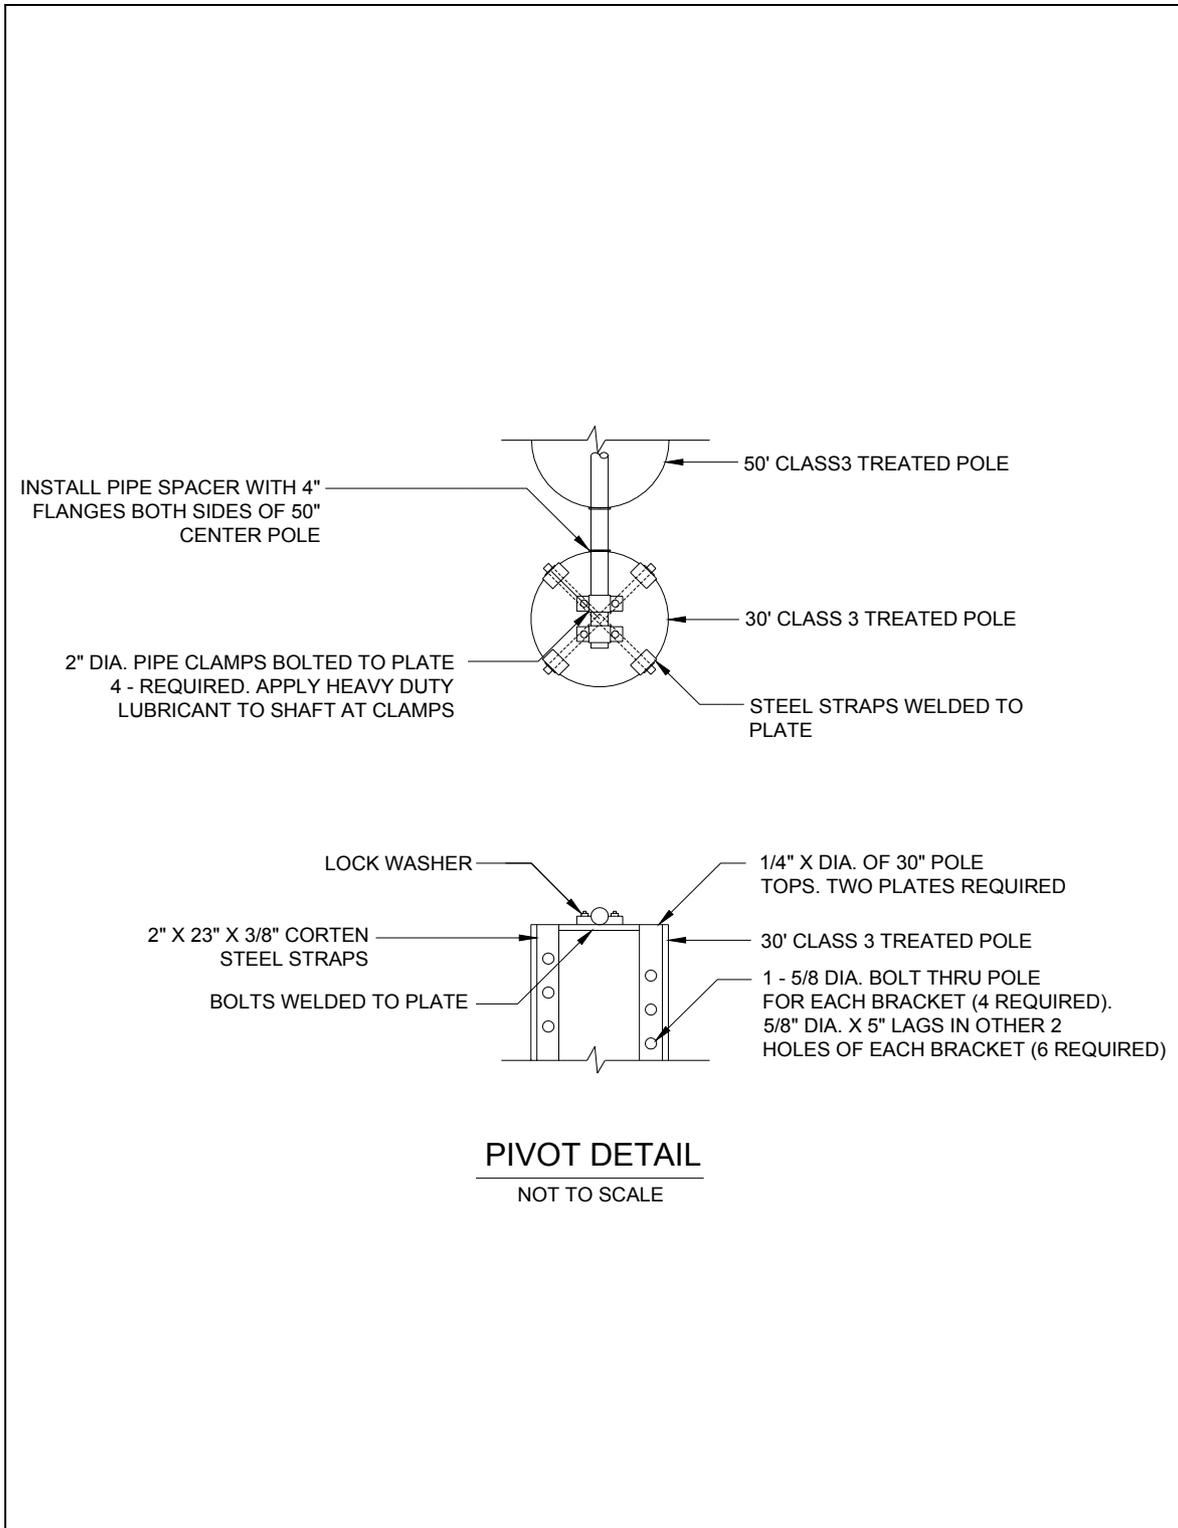 50' CLASS3 TREATED POLE
INSTALL PIPE SPACER WITH 4"
FLANGES BOTH SIDES OF 50"
CENTER POLE
30' CLASS 3 TREATED POLE
2" DIA. PIPE CLAMPS BOLTED TO PLATE
4 - REQUIRED. APPLY HEAVY DUTY
LUBRICANT TO SHAFT AT CLAMPS
STEEL STRAPS WELDED TO
PLATE
LOCK WASHER
1/4" X DIA. OF 30" POLE
TOPS. TWO PLATES REQUIRED
2" X 23" X 3/8" CORTEN
STEEL STRAPS
30' CLASS 3 TREATED POLE
BOLTS WELDED TO PLATE
1 - 5/8 DIA. BOLT THRU POLE
FOR EACH BRACKET (4 REQUIRED).
5/8" DIA. X 5" LAGS IN OTHER 2
HOLES OF EACH BRACKET (6 REQUIRED)
PIVOT DETAIL
NOT TO SCALE